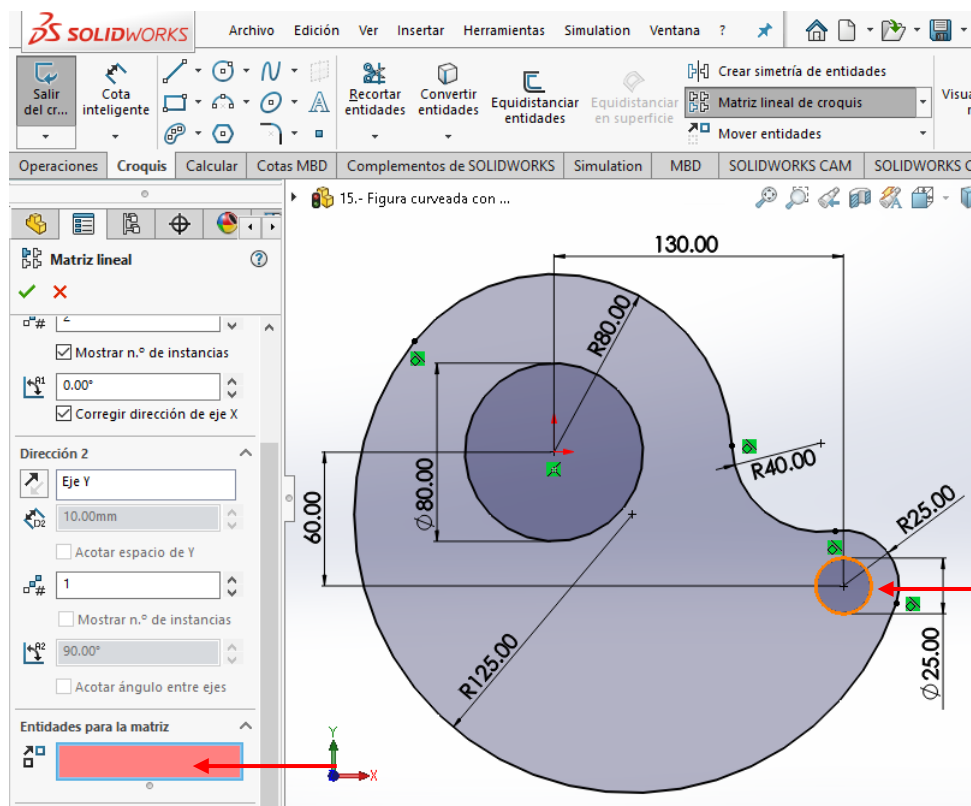 SOLIDWORKS
Archivo Edición Ver Insertar Herramientas Simulation Ventana ?
Salir del cr...
Cota inteligente
Recortar entidades
Convertir entidades
Equidistanciar entidades
Equidistanciar en superficie
Crear simetría de entidades
Matriz lineal de croquis
Mover entidades
Operaciones Croquis Calcular Cotas MBD Complementos de SOLIDWORKS Simulation MBD SOLIDWORKS CAM SOLIDWORKS C
15.- Figura curveada con ...
Matriz lineal
Mostrar n.º de instancias
A1
0.00°
Corregir dirección de eje X
Dirección 2
Eje Y
D2
10.00mm
Acotar espacio de Y
#
1
Mostrar n.º de instancias
A2
90.00°
Acotar ángulo entre ejes
Entidades para la matriz
130.00
R80.00
Ø80.00
60.00
R40.00
R25.00
R125.00
Ø25.00
Y
X